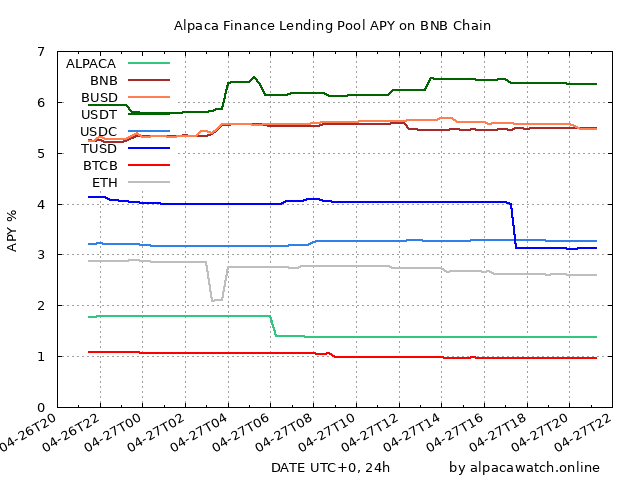 Alpaca Finance Lending Pool APY on BNB Chain
7
6
5
4
3
2
1
0
APY %
ALPACA
BNB
BUSD
USDT
USDC
TUSD
BTCB
ETH
04-26T20
04-26T22
04-27T00
04-27T02
04-27T04
04-27T06
04-27T08
04-27T10
04-27T12
04-27T14
04-27T16
04-27T18
04-27T20
04-27T22
DATE UTC+0, 24h
by alpacawatch.online